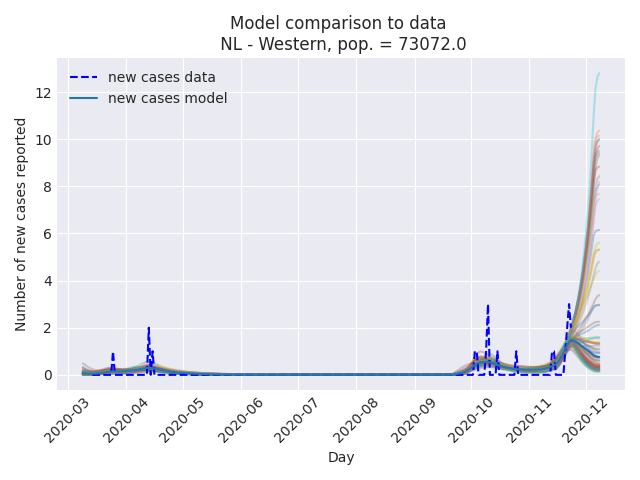 Model comparison to data
NL - Western, pop. = 73072.0
new cases data
new cases model
Number of new cases reported
12
10
8
6
4
2
0
2020-03
2020-04
2020-05
2020-06
2020-07
2020-08
2020-09
2020-10
2020-11
2020-12
Day